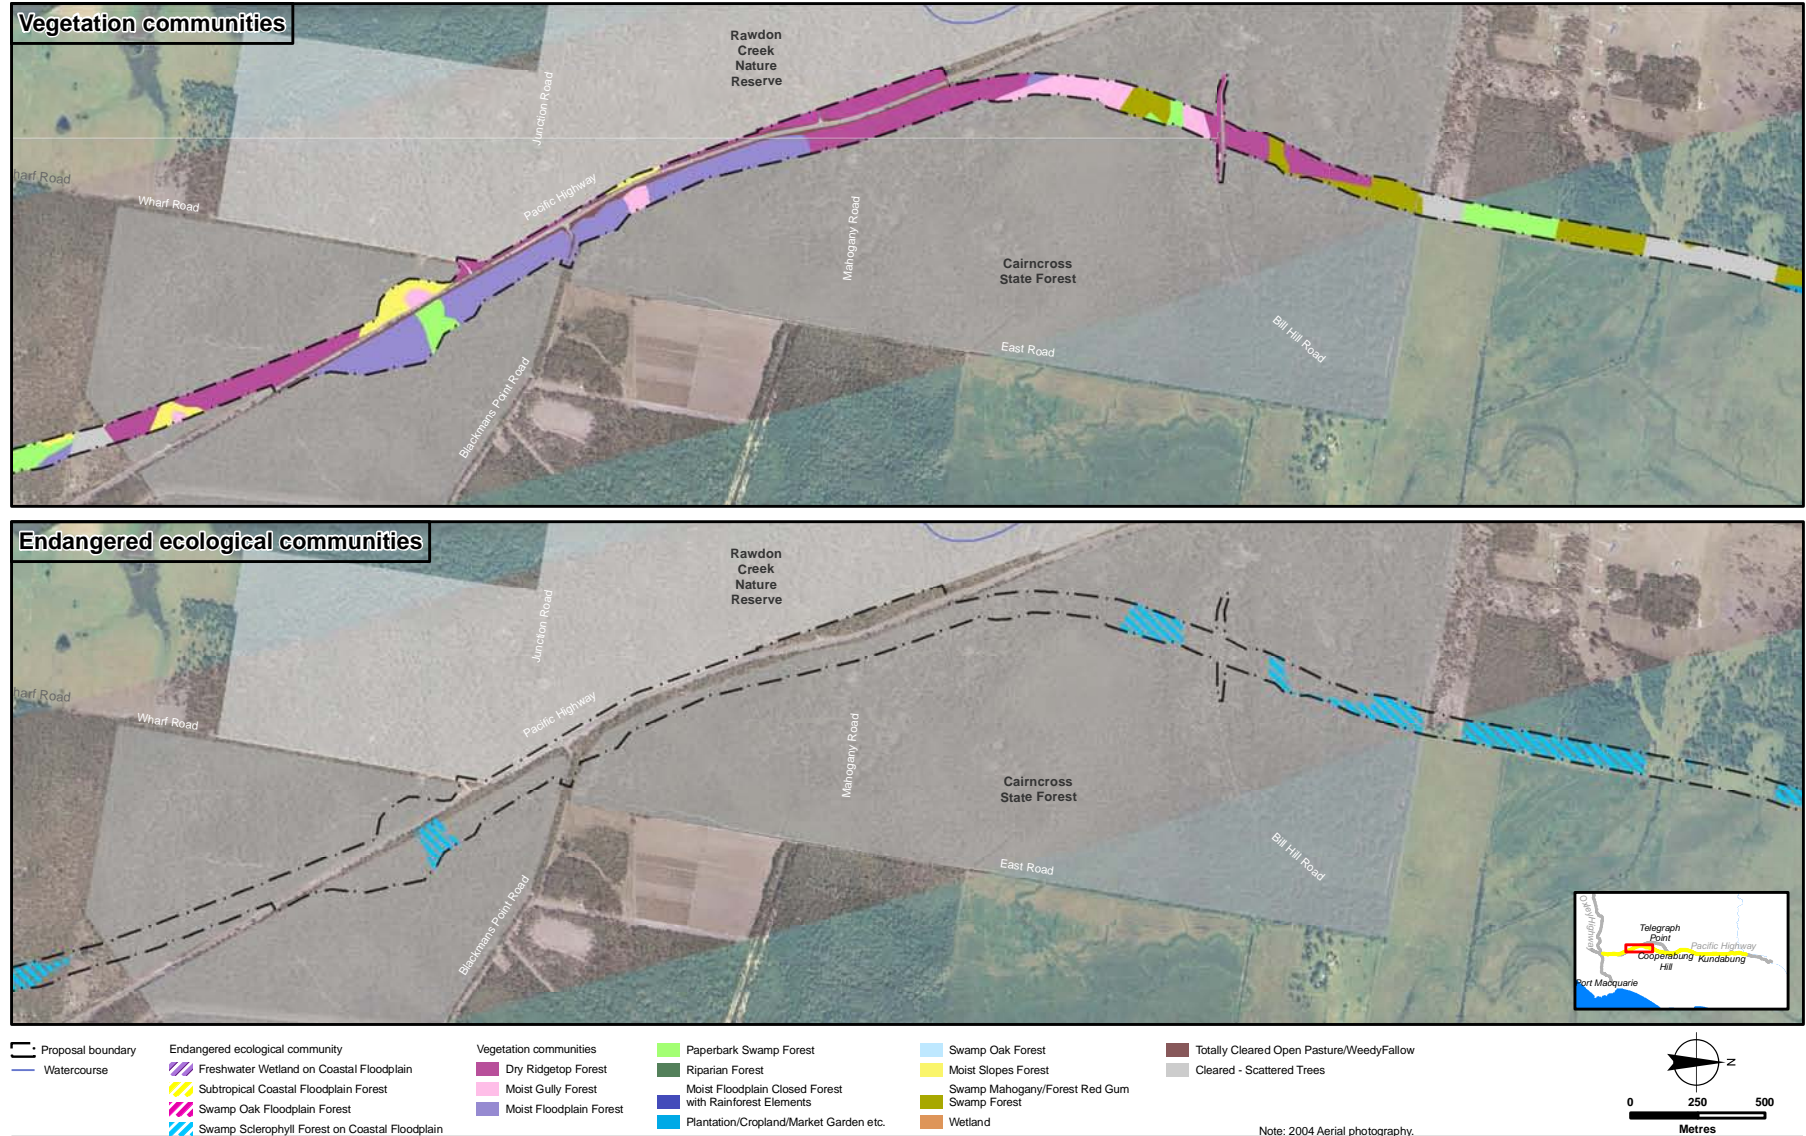 Vegetation communities
Rawdon
Creek
Nature
Reserve
Junction Road
harf Road
Wharf Road
Pacific Highway
Mahogany Road
Cairncross
State Forest
Bill Hill Road
East Road
Blackmans Point Road
Endangered ecological communities
Rawdon
Creek
Nature
Reserve
Junction Road
harf Road
Wharf Road
Pacific Highway
Mahogany Road
Cairncross
State Forest
Bill Hill Road
East Road
Blackmans Point Road
Oxley Highway
Telegraph
Point
Pacific Highway
Cooperabung
Hill
Kundabung
Port Macquarie
Proposal boundary
Watercourse
Endangered ecological community
Freshwater Wetland on Coastal Floodplain
Subtropical Coastal Floodplain Forest
Swamp Oak Floodplain Forest
Swamp Sclerophyll Forest on Coastal Floodplain
Vegetation communities
Dry Ridgetop Forest
Moist Gully Forest
Moist Floodplain Forest
Paperbark Swamp Forest
Riparian Forest
Moist Floodplain Closed Forest
with Rainforest Elements
Plantation/Cropland/Market Garden etc.
Swamp Oak Forest
Moist Slopes Forest
Swamp Mahogany/Forest Red Gum
Swamp Forest
Wetland
Totally Cleared Open Pasture/WeedyFallow
Cleared - Scattered Trees
N
0 250 500
Metres
Note: 2004 Aerial photography.